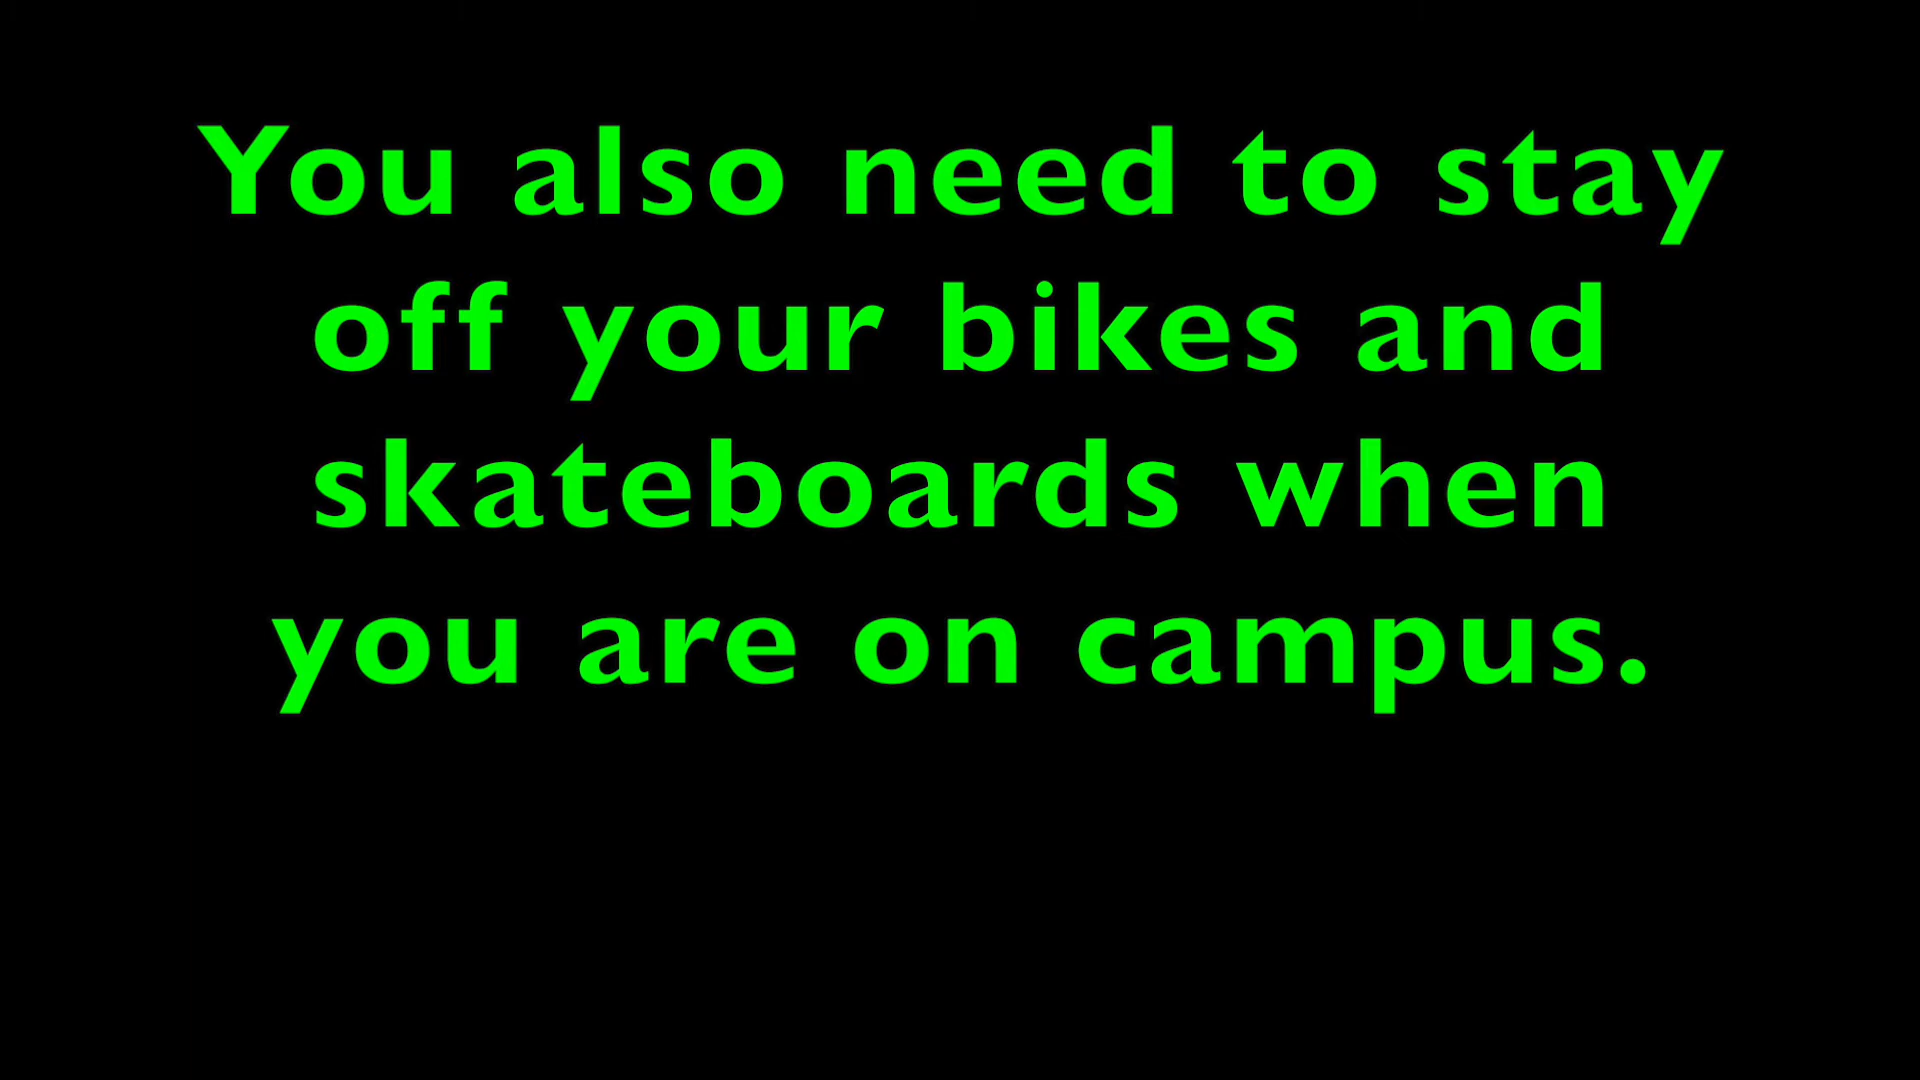 You also need to stay
off your bikes and
skateboards when
you are on campus.